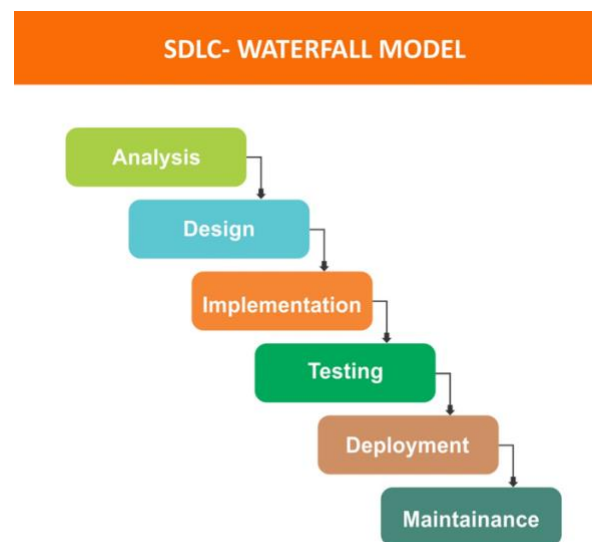 SDLC- WATERFALL MODEL
Analysis
Design
Implementation
Testing
Deployment
Maintainance